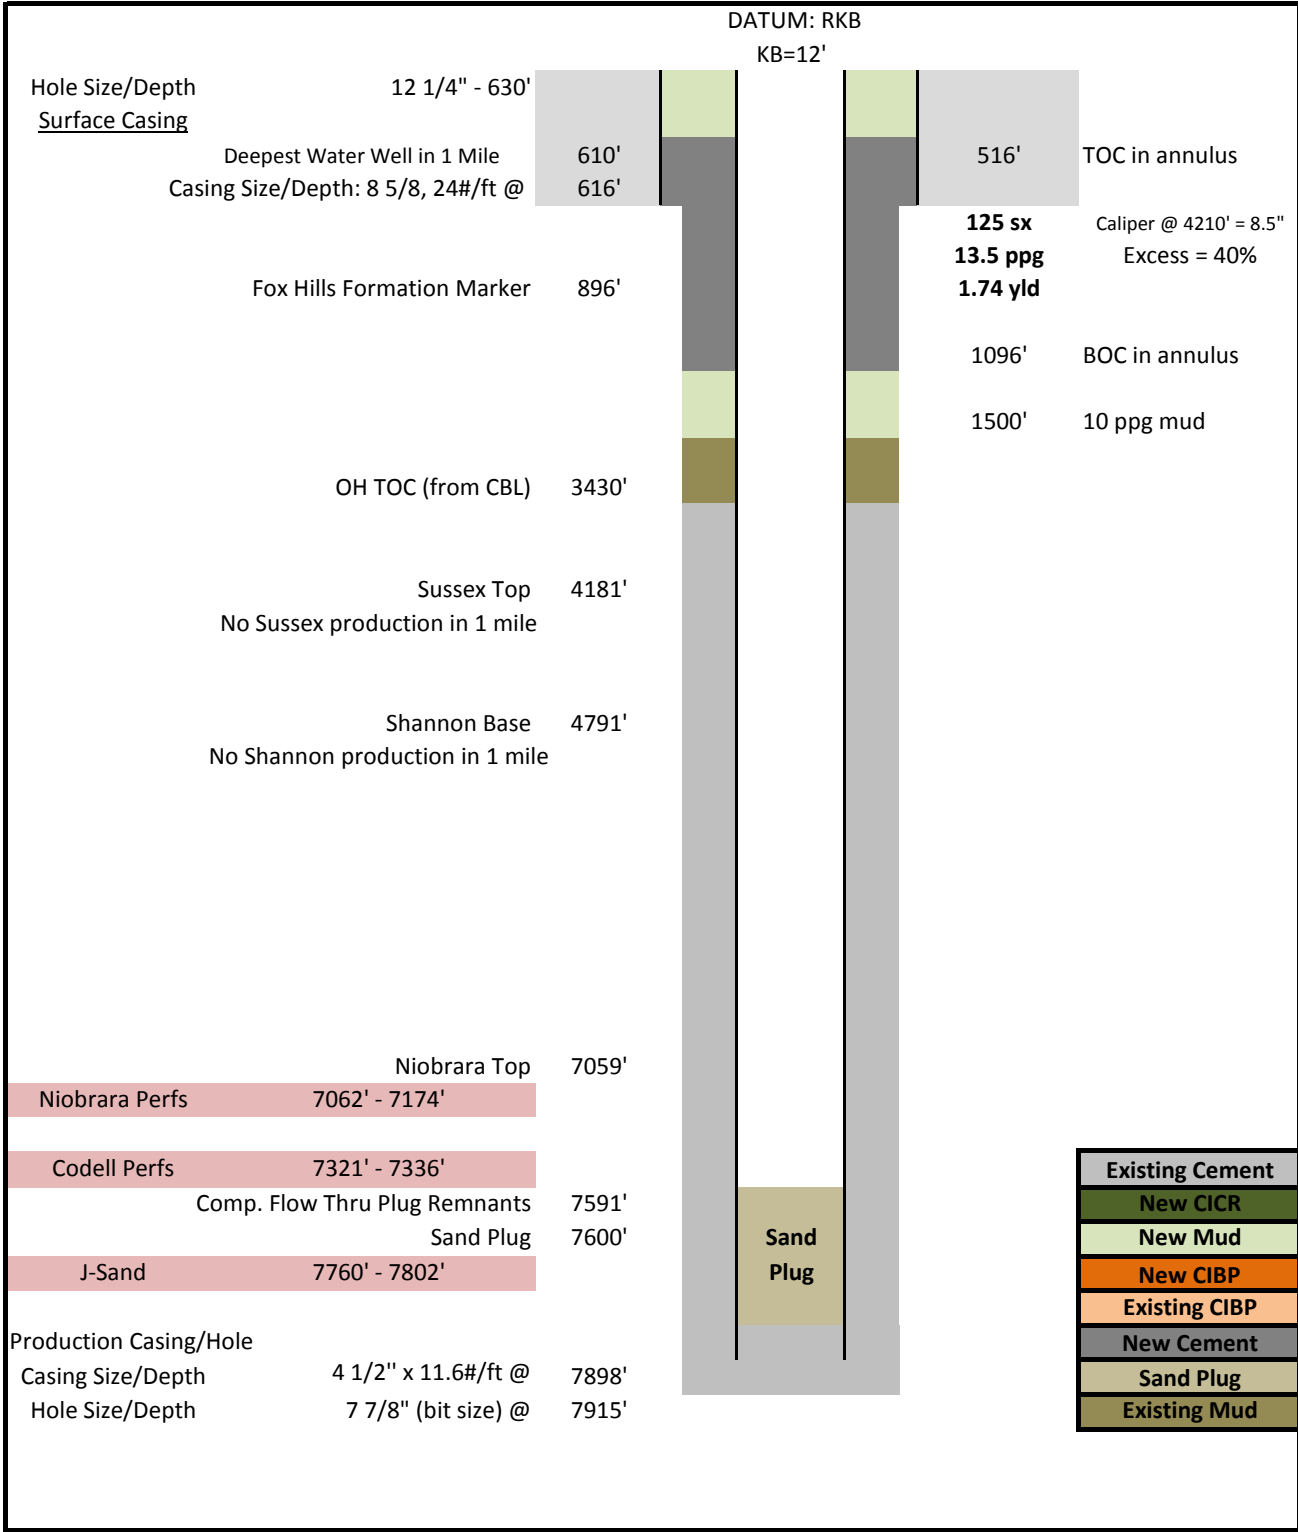 DATUM: RKB
KB=12'
Hole Size/Depth 12 1/4" - 630'
Surface Casing
Deepest Water Well in 1 Mile 610' 516' TOC in annulus
Casing Size/Depth: 8 5/8, 24#/ft @ 616'
125 sx Caliper @ 4210' = 8.5"
13.5 ppg Excess = 40%
Fox Hills Formation Marker 896' 1.74 yld
1096' BOC in annulus
1500' 10 ppg mud
OH TOC (from CBL) 3430'
Sussex Top 4181'
No Sussex production in 1 mile
Shannon Base 4791'
No Shannon production in 1 mile
Niobrara Top 7059'
Niobrara Perfs 7062' - 7174'
Codell Perfs 7321' - 7336' Existing Cement
Comp. Flow Thru Plug Remnants 7591' New CICR
Sand Plug 7600' Sand New Mud
J-Sand 7760' - 7802' Plug New CIBP
Existing CIBP
Production Casing/Hole New Cement
Casing Size/Depth 4 1/2'' x 11.6#/ft @ 7898' Sand Plug
Hole Size/Depth 7 7/8" (bit size) @ 7915' Existing Mud